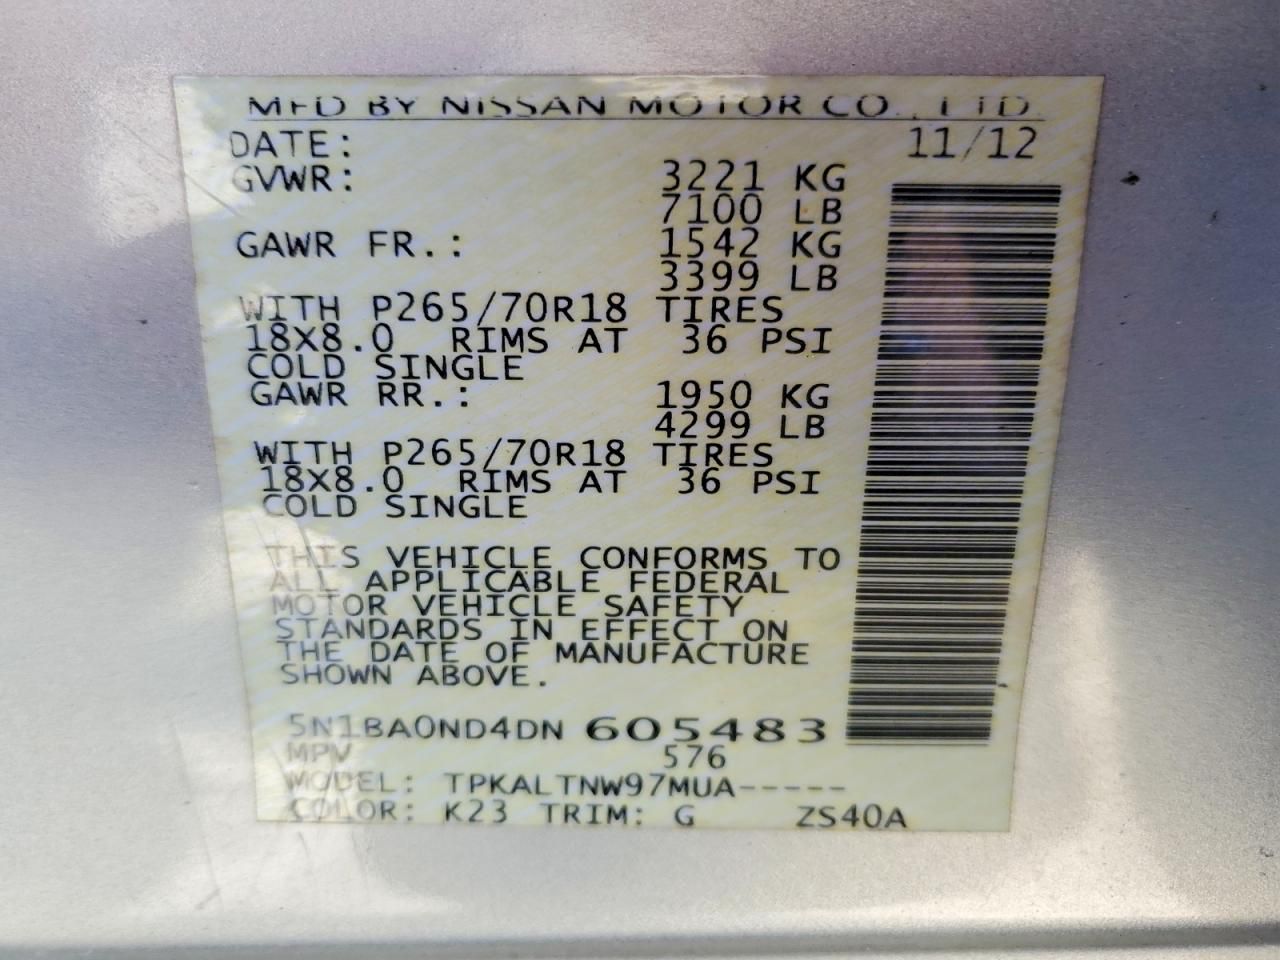 MFD BY NISSAN MOTOR CO., LTD.
DATE: 11/12
GVWR: 3221 KG
7100 LB
GAWR FR.: 1542 KG
3399 LB
WITH P265/70R18 TIRES
18X8.0 RIMS AT 36 PSI
COLD SINGLE
GAWR RR.: 1950 KG
4299 LB
WITH P265/70R18 TIRES
18X8.0 RIMS AT 36 PSI
COLD SINGLE
THIS VEHICLE CONFORMS TO
ALL APPLICABLE FEDERAL
MOTOR VEHICLE SAFETY
STANDARDS IN EFFECT ON
THE DATE OF MANUFACTURE
SHOWN ABOVE.
5N1BA0ND4DN 605483
MPV 576
MODEL: TPKALTNW97MUA-----
COLOR: K23 TRIM: G ZS40A